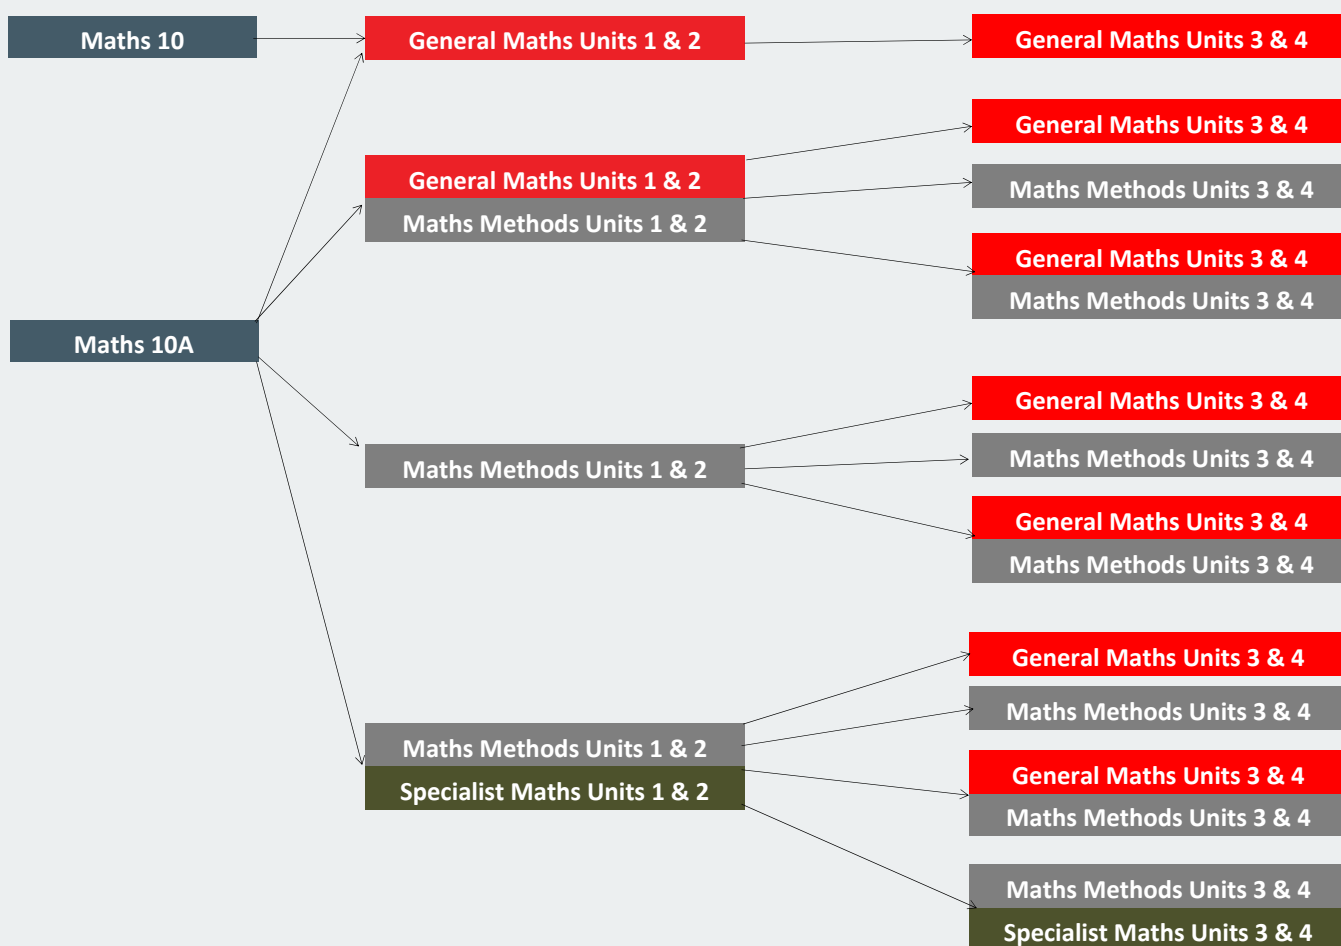 Maths 10
General Maths Units 1 & 2
General Maths Units 3 & 4
General Maths Units 3 & 4
General Maths Units 1 & 2
Maths Methods Units 3 & 4
Maths Methods Units 1 & 2
General Maths Units 3 & 4
Maths Methods Units 3 & 4
Maths 10A
General Maths Units 3 & 4
Maths Methods Units 1 & 2
Maths Methods Units 3 & 4
General Maths Units 3 & 4
Maths Methods Units 3 & 4
General Maths Units 3 & 4
Maths Methods Units 3 & 4
Maths Methods Units 1 & 2
General Maths Units 3 & 4
Specialist Maths Units 1 & 2
Maths Methods Units 3 & 4
Maths Methods Units 3 & 4
Specialist Maths Units 3 & 4